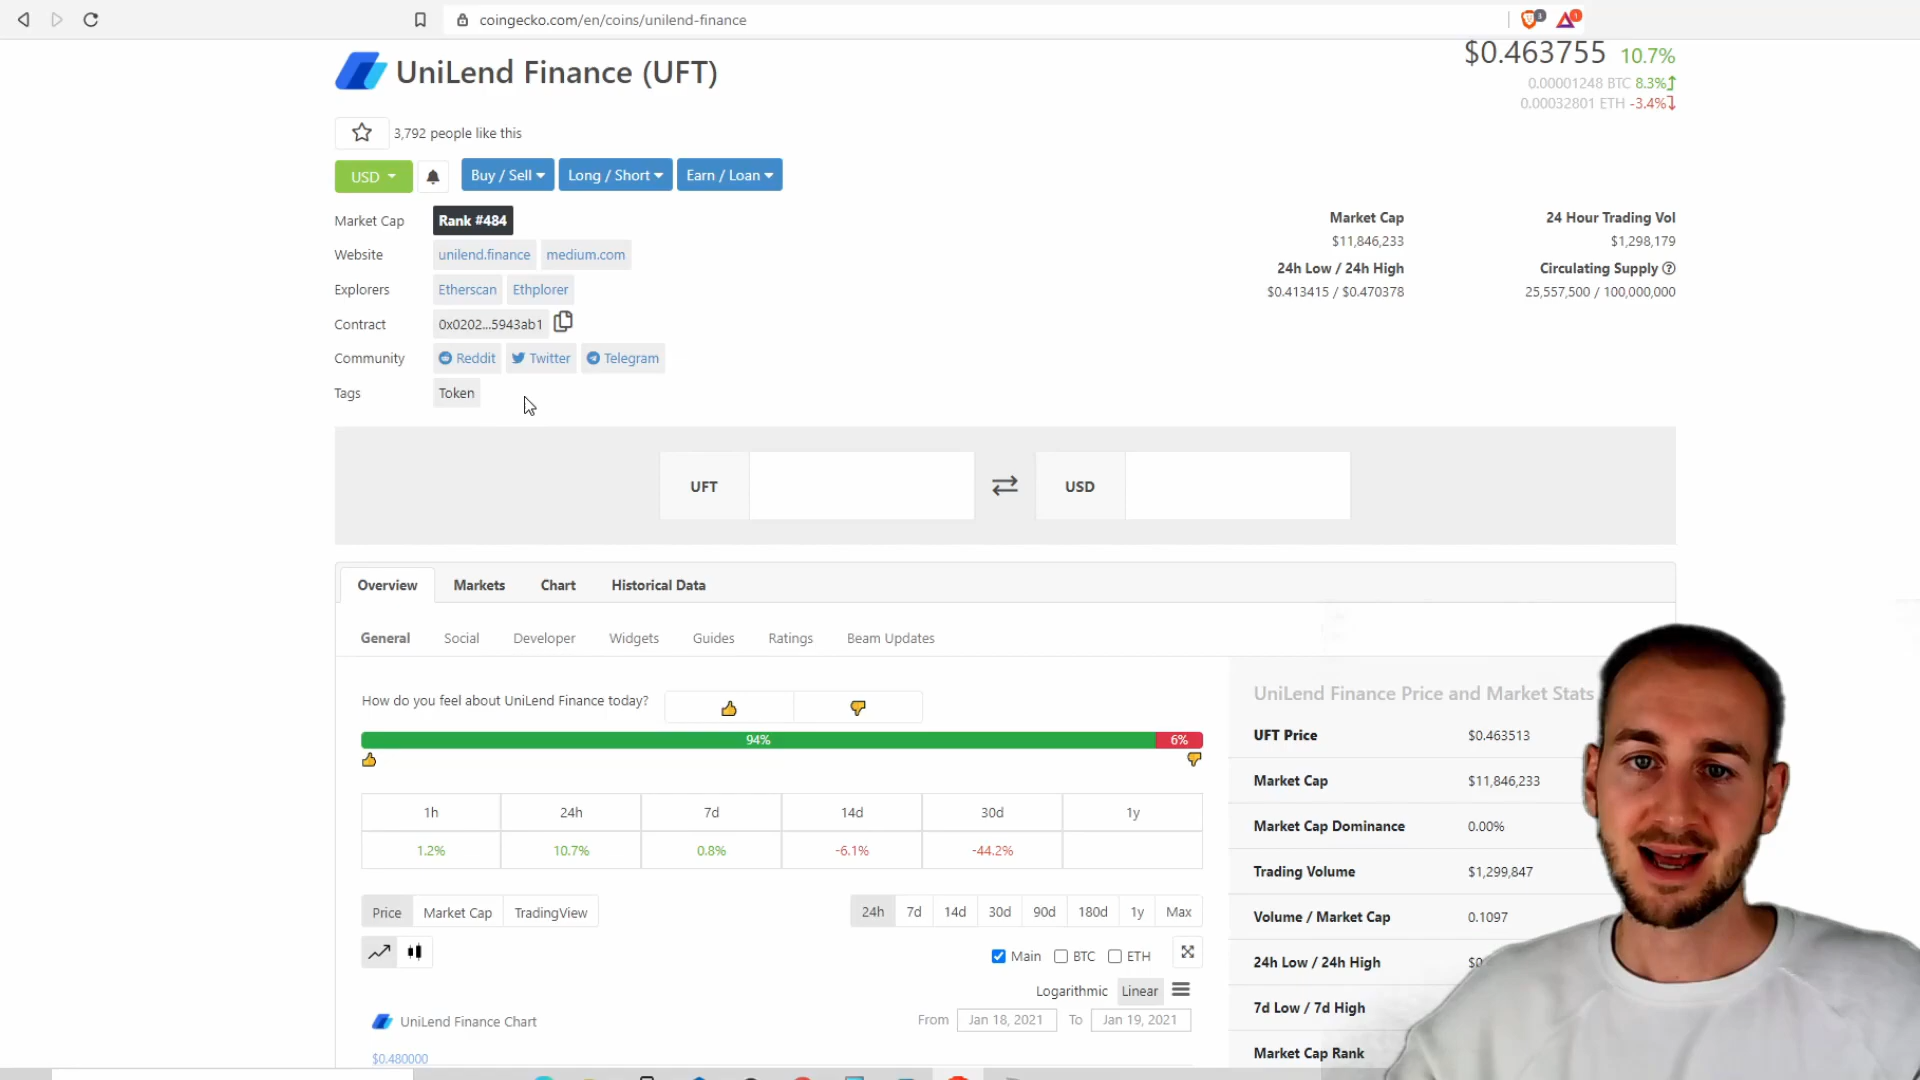 coingecko.com/en/coins/unilend-finance
3
1
UniLend Finance (UFT)
$0.463755 10.7%
0.00001248 BTC 8.3%
0.00032801 ETH -3.4%
3,792 people like this
USD Buy / Sell Long / Short Earn / Loan
Market Cap Rank #484
Website unilend.finance medium.com
Explorers Etherscan Ethplorer
Contract 0x0202...5943ab1
Community Reddit Twitter Telegram
Tags Token
Market Cap 24 Hour Trading Vol
$11,846,233 $1,298,179
24h Low / 24h High Circulating Supply
$0.413415 / $0.470378 25,557,500 / 100,000,000
UFT USD
Overview Markets Chart Historical Data
General Social Developer Widgets Guides Ratings Beam Updates
How do you feel about UniLend Finance today?
94% 6%
1h 24h 7d 14d 30d 1y
1.2% 10.7% 0.8% -6.1% -44.2%
Price Market Cap TradingView
24h 7d 14d 30d 90d 180d 1y Max
Main BTC ETH
Logarithmic Linear
UniLend Finance Chart
From Jan 18, 2021 To Jan 19, 2021
$0.480000
UniLend Finance Price and Market Stats
UFT Price $0.463513
Market Cap $11,846,233
Market Cap Dominance 0.00%
Trading Volume $1,299,847
Volume / Market Cap 0.1097
24h Low / 24h High
7d Low / 7d High
Market Cap Rank